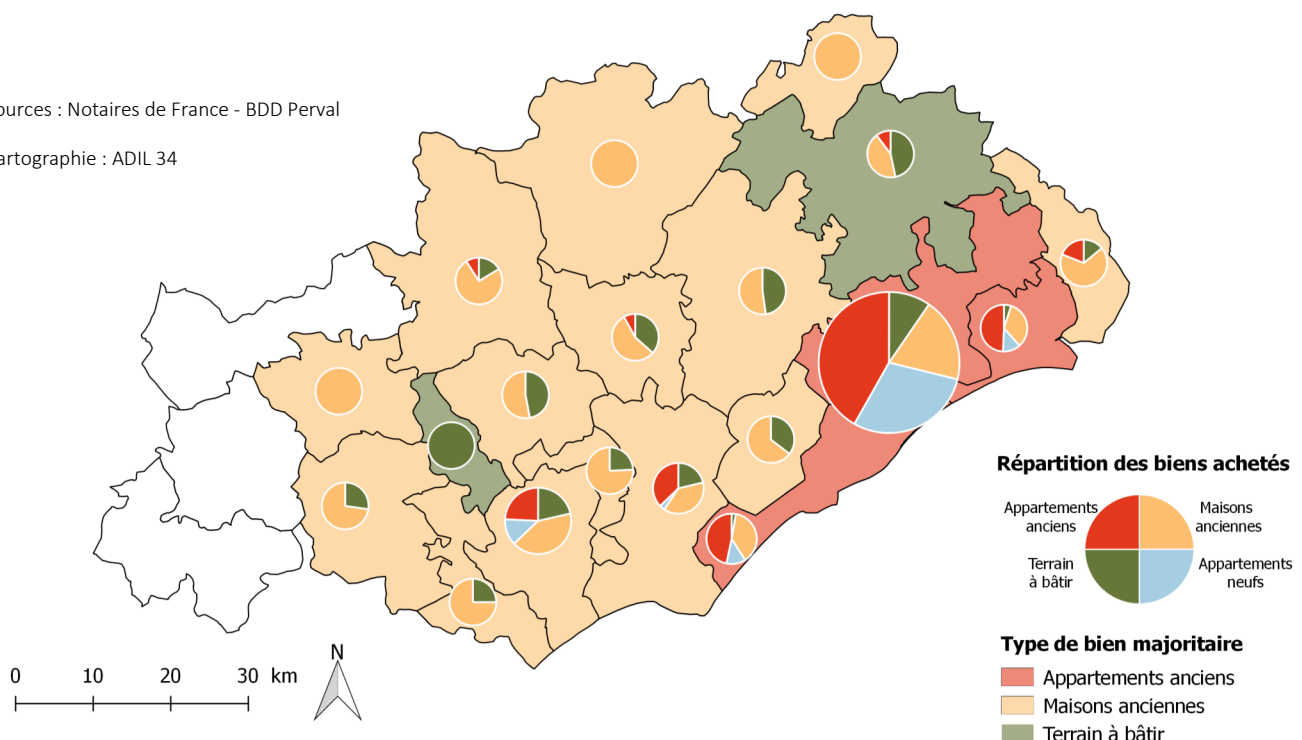 ources : Notaires de France - BDD Perval
artographie : ADIL 34
Répartition des biens achetés
Appartements
anciens
Maisons
anciennes
Terrain
à bâtir
Appartements
neufs
N
0 10 20 30 km
Type de bien majoritaire
Appartements anciens
Maisons anciennes
Terrain à bâtir